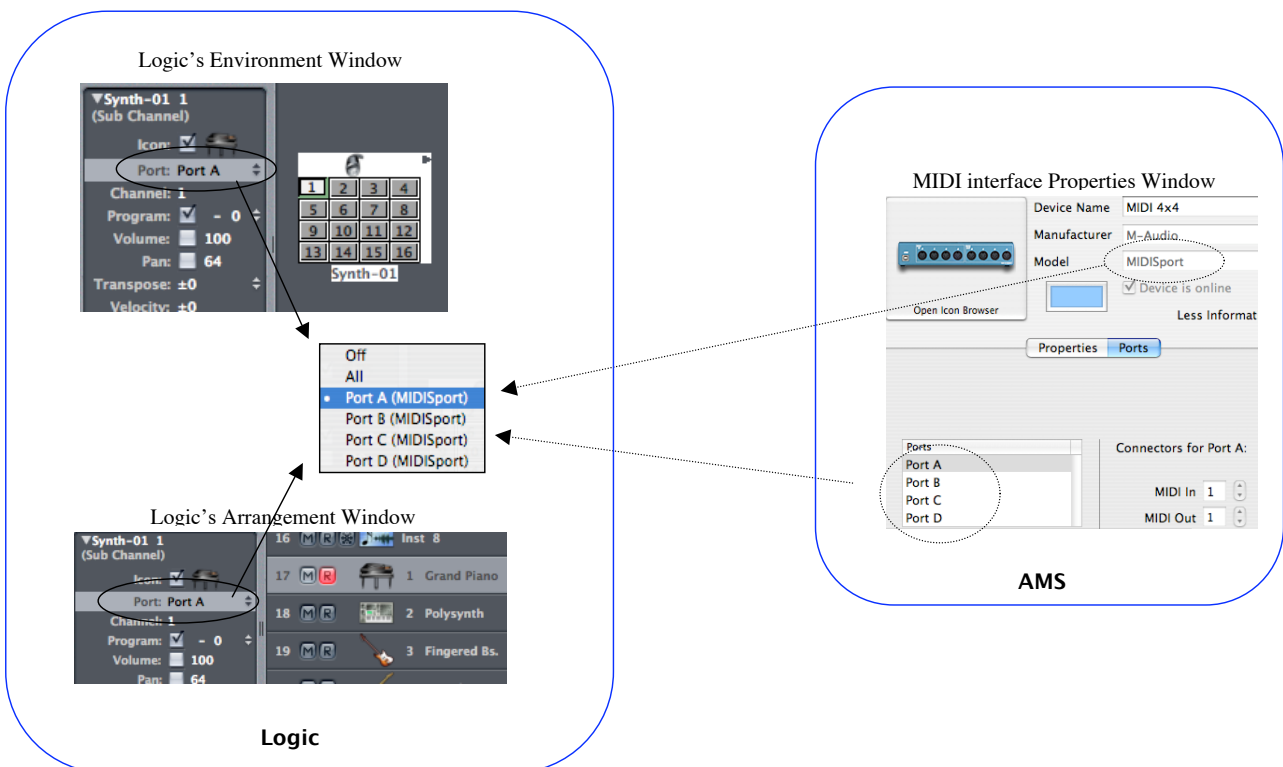 Logic’s Environment Window
▼Synth-01 1
(Sub Channel)
Icon:
Port: Port A
Channel: 1
Program: - 0
Volume: 100
Pan: 64
Transpose: ±0
Velocity: ±0
1 2 3 4
5 6 7 8
9 10 11 12
13 14 15 16
Synth-01
Off
All
• Port A (MIDISport)
Port B (MIDISport)
Port C (MIDISport)
Port D (MIDISport)
Logic’s Arrangement Window
▼Synth-01 1
(Sub Channel)
Icon:
Port: Port A
Channel: 1
Program: - 0
Volume: 100
Pan: 64
16 M R Inst 8
17 M R 1 Grand Piano
18 M R 2 Polysynth
19 M R 3 Fingered Bs.
Logic
MIDI interface Properties Window
Device Name MIDI 4x4
Manufacturer M-Audio
Model MIDISport
Device is online
Open Icon Browser
Less Informat
Properties Ports
Ports
Port A
Port B
Port C
Port D
Connectors for Port A:
MIDI In 1
MIDI Out 1
AMS